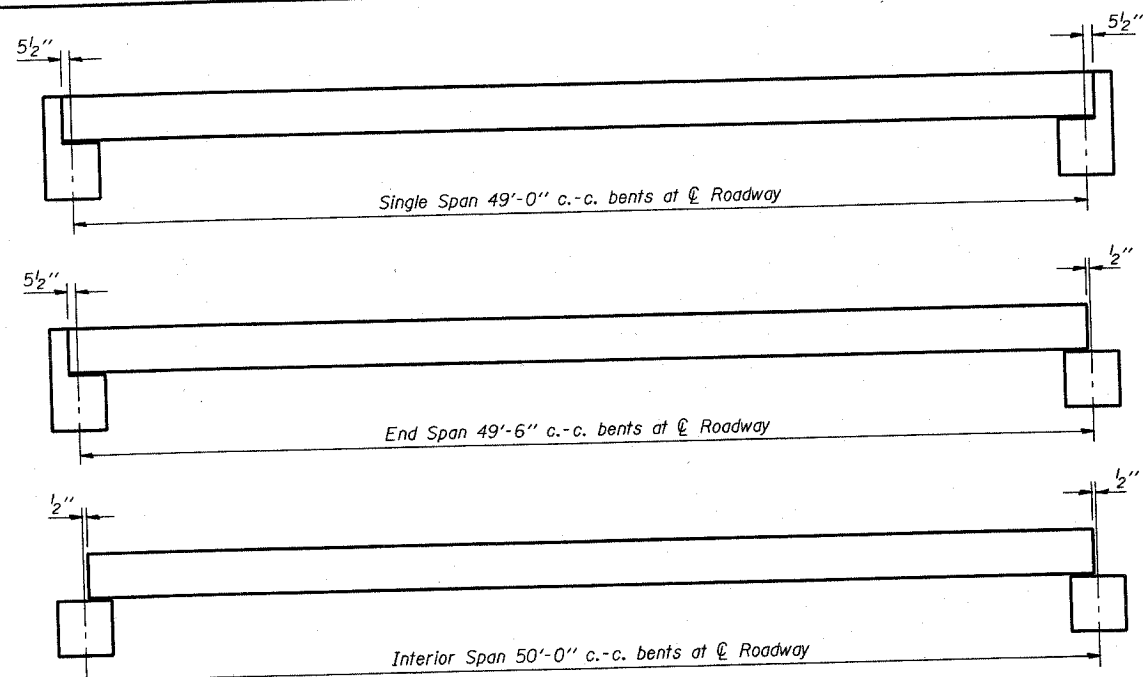 5½" 5½"
Single Span 49'-0" c.-c. bents at ℄ Roadway
5½" ½"
End Span 49'-6" c.-c. bents at ℄ Roadway
½" ½"
Interior Span 50'-0" c.-c. bents at ℄ Roadway